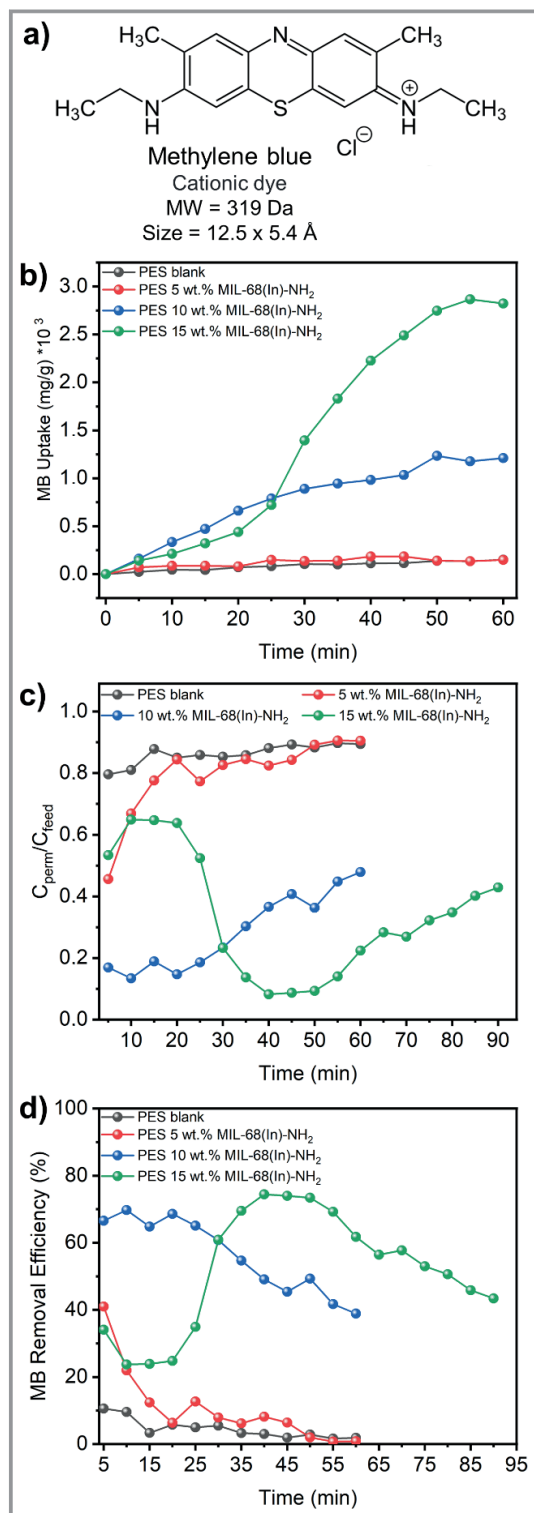 a)
H₃C
N
CH₃
H₃C
N
H
S
⊕
N
H
CH₃
Cl⊖
Methylene blue
Cationic dye
MW = 319 Da
Size = 12.5 x 5.4 Å
b)
PES blank
PES 5 wt.% MIL-68(In)-NH₂
PES 10 wt.% MIL-68(In)-NH₂
PES 15 wt.% MIL-68(In)-NH₂
MB Uptake (mg/g) *10⁻³
3.0
2.5
2.0
1.5
1.0
0.5
0.0
0 10 20 30 40 50 60
Time (min)
c)
PES blank 5 wt.% MIL-68(In)-NH₂
10 wt.% MIL-68(In)-NH₂ 15 wt.% MIL-68(In)-NH₂
C_perm/C_feed
1.0
0.8
0.6
0.4
0.2
0.0
10 20 30 40 50 60 70 80 90
Time (min)
d)
PES blank
PES 5 wt.% MIL-68(In)-NH₂
PES 10 wt.% MIL-68(In)-NH₂
PES 15 wt.% MIL-68(In)-NH₂
MB Removal Efficiency (%)
100
80
60
40
20
0
5 15 25 35 45 55 65 75 85 95
Time (min)